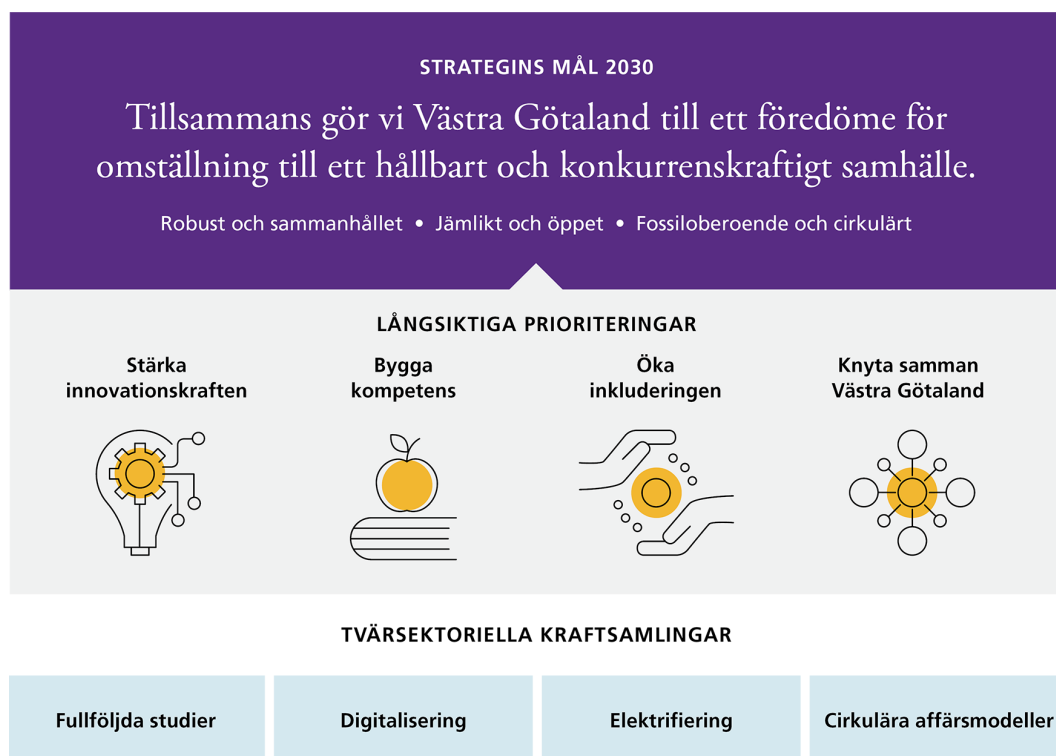 STRATEGINS MÅL 2030
Tillsammans gör vi Västra Götaland till ett föredöme för
omställning till ett hållbart och konkurrenskraftigt samhälle.
Robust och sammanhållet • Jämlikt och öppet • Fossiloberoende och cirkulärt
LÅNGSIKTIGA PRIORITERINGAR
Stärka
innovationskraften
Bygga
kompetens
Öka
inkluderingen
Knyta samman
Västra Götaland
TVÄRSEKTORIELLA KRAFTSAMLINGAR
Fullföljda studier
Digitalisering
Elektrifiering
Cirkulära affärsmodeller